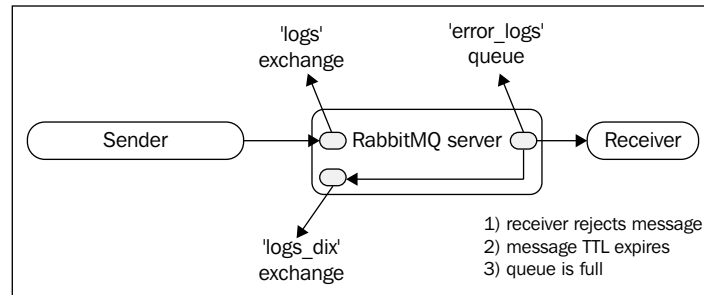 'logs'
exchange
'error_logs'
queue
Sender
RabbitMQ server
Receiver
'logs_dix'
exchange
1) receiver rejects message
2) message TTL expires
3) queue is full